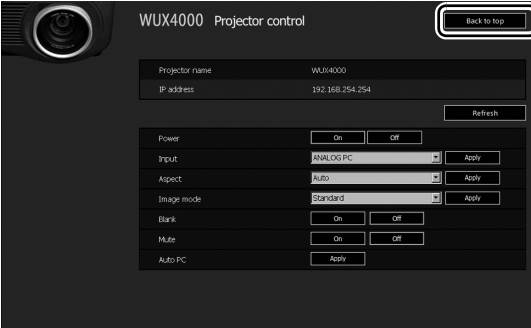 WUX4000 Projector control
Back to top
Projector name WUX4000
IP address 192.168.254.254
Refresh
Power On Off
Input ANALOG PC Apply
Aspect Auto Apply
Image mode Standard Apply
Blank On Off
Mute On Off
Auto PC Apply